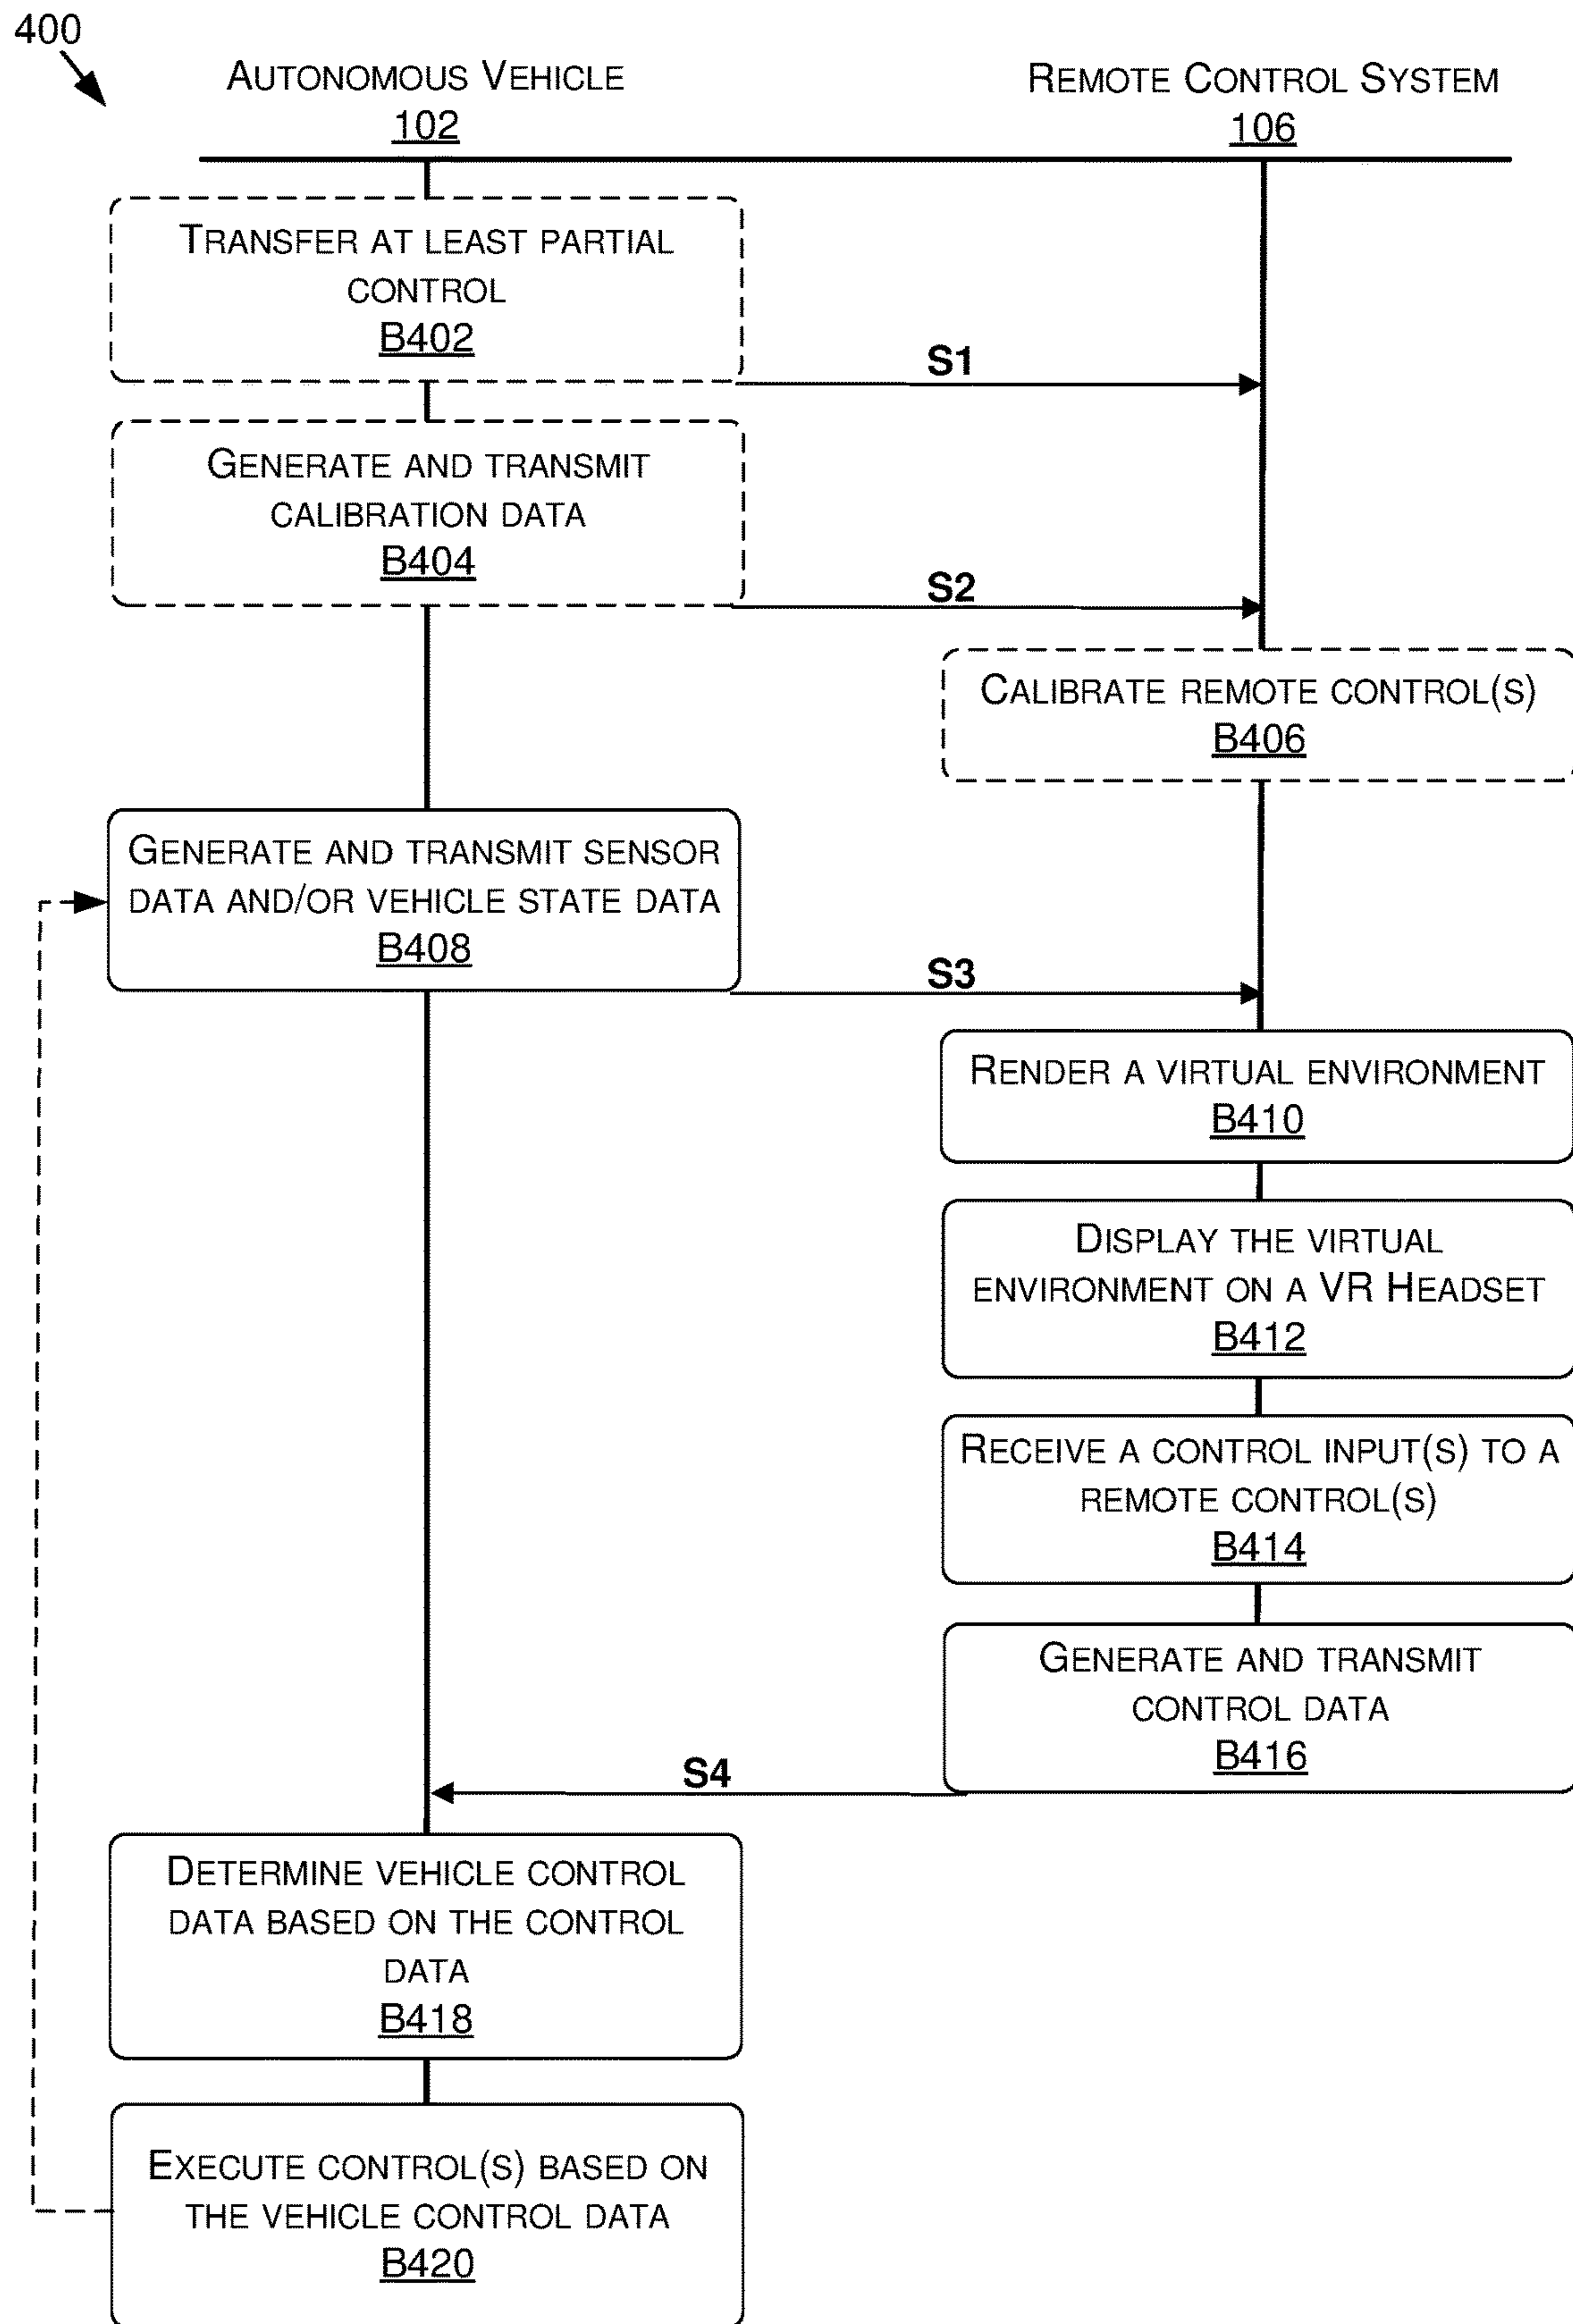 400
AUTONOMOUS VEHICLE
102
REMOTE CONTROL SYSTEM
106
TRANSFER AT LEAST PARTIAL
CONTROL
B402
S1
GENERATE AND TRANSMIT
CALIBRATION DATA
B404
S2
CALIBRATE REMOTE CONTROL(S)
B406
GENERATE AND TRANSMIT SENSOR
DATA AND/OR VEHICLE STATE DATA
B408
S3
RENDER A VIRTUAL ENVIRONMENT
B410
DISPLAY THE VIRTUAL
ENVIRONMENT ON A VR HEADSET
B412
RECEIVE A CONTROL INPUT(S) TO A
REMOTE CONTROL(S)
B414
GENERATE AND TRANSMIT
CONTROL DATA
B416
S4
DETERMINE VEHICLE CONTROL
DATA BASED ON THE CONTROL
DATA
B418
EXECUTE CONTROL(S) BASED ON
THE VEHICLE CONTROL DATA
B420